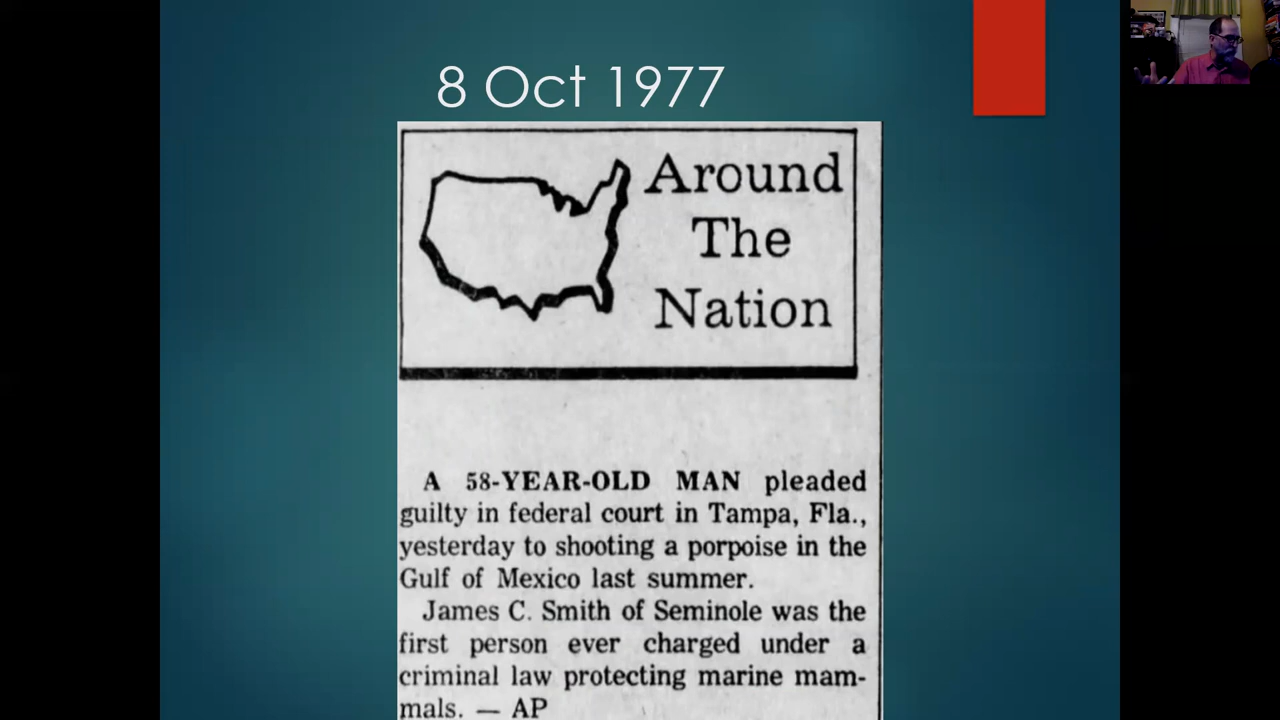 8 Oct 1977
Around
The
Nation
A 58-YEAR-OLD MAN pleaded
guilty in federal court in Tampa, Fla.,
yesterday to shooting a porpoise in the
Gulf of Mexico last summer.
James C. Smith of Seminole was the
first person ever charged under a
criminal law protecting marine mam-
mals. — AP